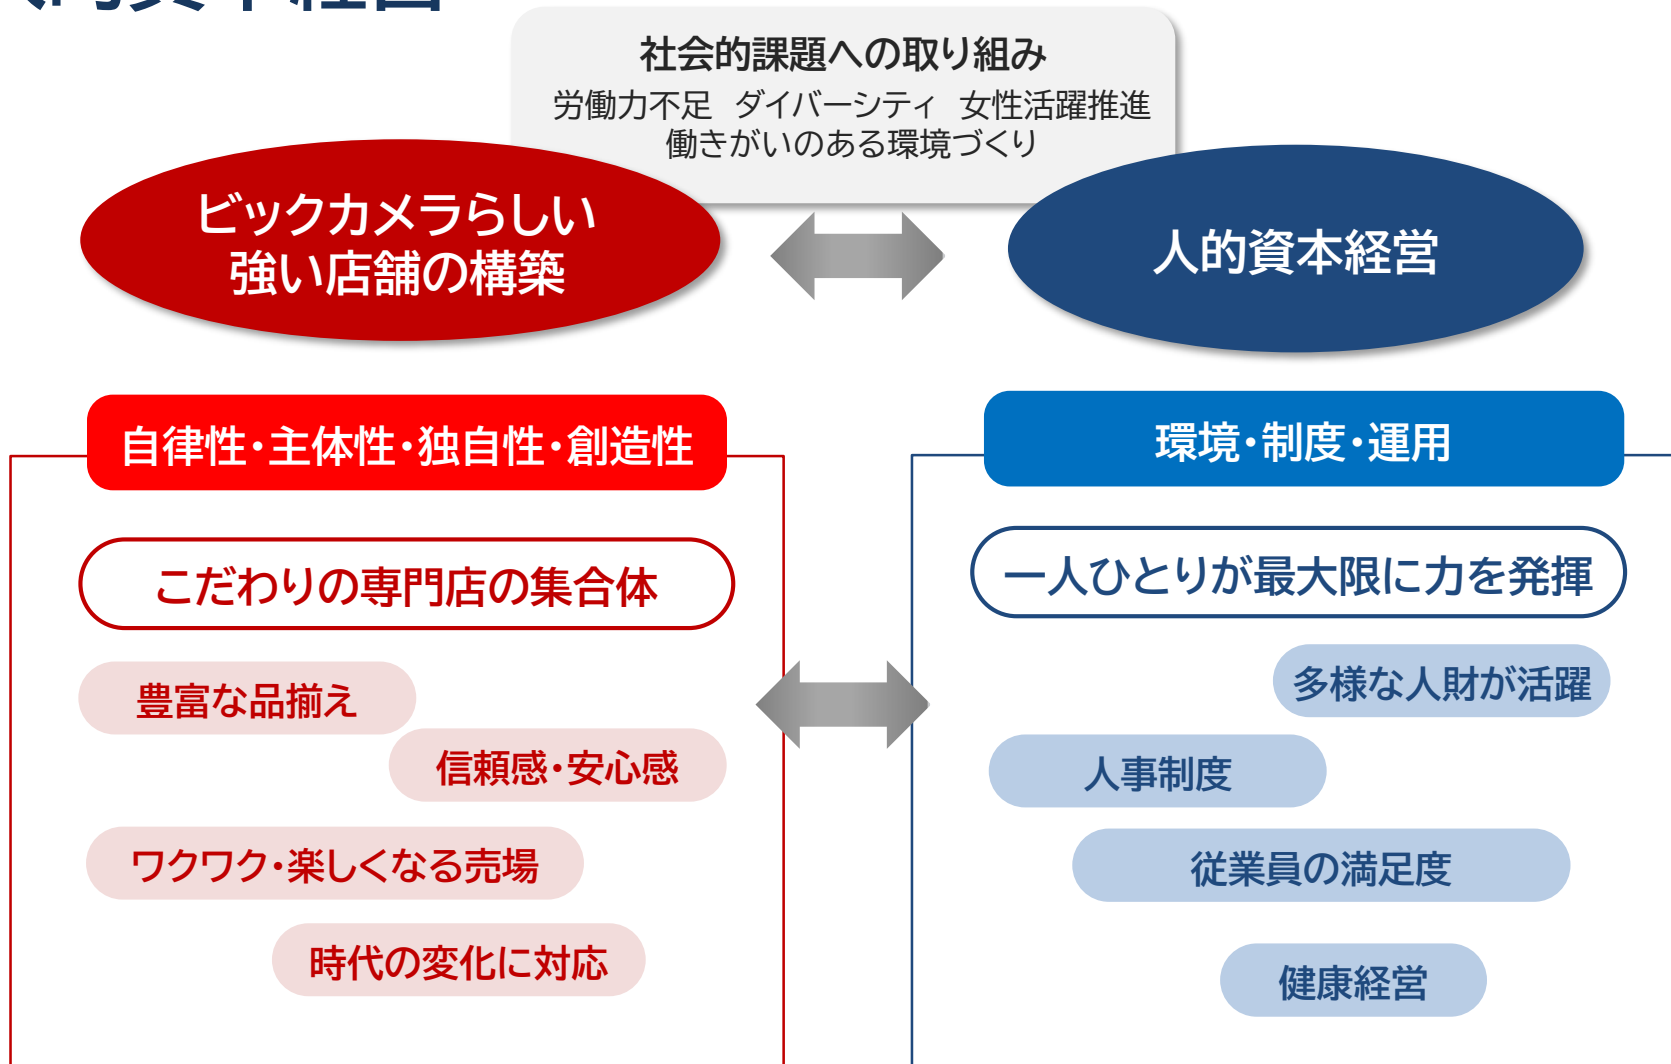 社会的課題への取り組み
労働力不足 ダイバーシティ 女性活躍推進
働きがいのある環境づくり
ビックカメラらしい
強い店舗の構築
人的資本経営
自律性・主体性・独自性・創造性
環境・制度・運用
こだわりの専門店の集合体
一人ひとりが最大限に力を発揮
豊富な品揃え
多様な人財が活躍
信頼感・安心感
人事制度
ワクワク・楽しくなる売場
従業員の満足度
時代の変化に対応
健康経営